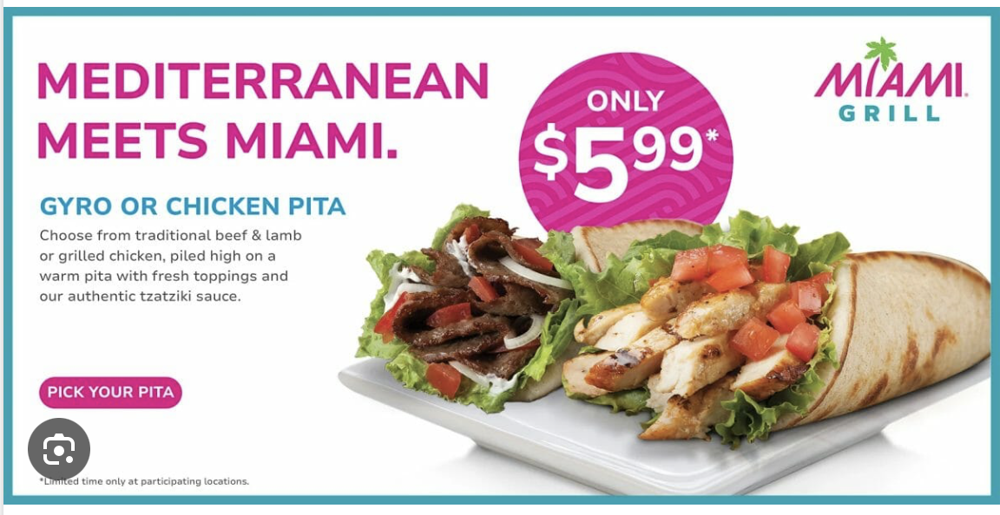 MEDITERRANEAN
MEETS MIAMI.
ONLY
$5.99*
MIAMI
GRILL
GYRO OR CHICKEN PITA
Choose from traditional beef & lamb
or grilled chicken, piled high on a
warm pita with fresh toppings and
our authentic tzatziki sauce.
PICK YOUR PITA
*Limited time only at participating locations.